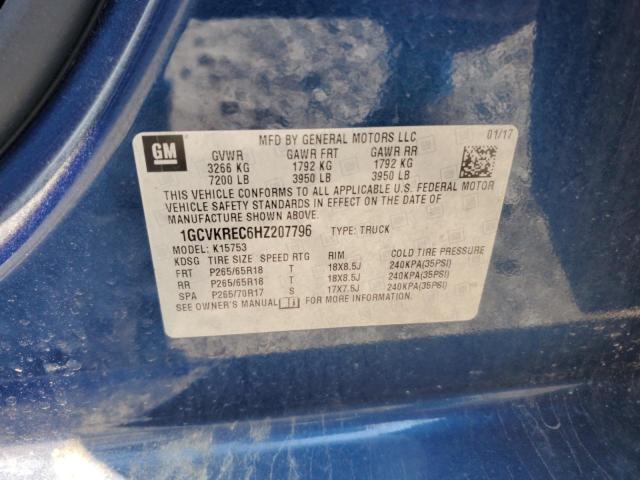 MFD BY GENERAL MOTORS LLC 01/17
GM
GVWR GAWR FRT GAWR RR
3266 KG 1792 KG 1792 KG
7200 LB 3950 LB 3950 LB
THIS VEHICLE CONFORMS TO ALL APPLICABLE U.S. FEDERAL MOTOR
VEHICLE SAFETY STANDARDS IN EFFECT ON THE DATE OF
MANUFACTURE SHOWN ABOVE.
1GCVKREC6HZ207796 TYPE: TRUCK
MODEL: K15753
KDSG TIRE SIZE SPEED RTG RIM COLD TIRE PRESSURE
FRT P265/65R18 T 18X8.5J 240KPA(35PSI)
RR P265/65R18 T 18X8.5J 240KPA(35PSI)
SPA P265/70R17 S 17X7.5J 240KPA(35PSI)
SEE OWNER'S MANUAL FOR MORE INFORMATION.